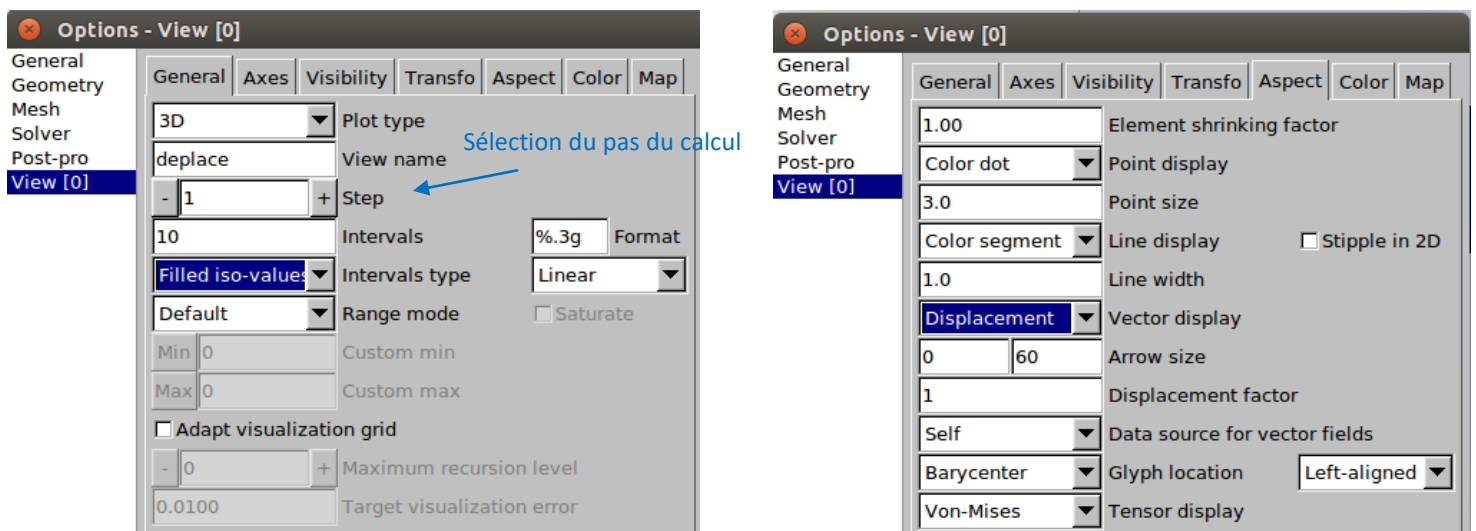 Options - View [0]
General
Geometry
Mesh
Solver
Post-pro
View [0]
General Axes Visibility Transfo Aspect Color Map
3D Plot type
Sélection du pas du calcul
deplace View name
- 1 + Step
10 Intervals %.3g Format
Filled iso-values Intervals type Linear
Default Range mode Saturate
Min 0 Custom min
Max 0 Custom max
Adapt visualization grid
- 0 + Maximum recursion level
0.0100 Target visualization error
Options - View [0]
General
Geometry
Mesh
Solver
Post-pro
View [0]
General Axes Visibility Transfo Aspect Color Map
1.00 Element shrinking factor
Color dot Point display
3.0 Point size
Color segment Line display Stipple in 2D
1.0 Line width
Displacement Vector display
0 60 Arrow size
1 Displacement factor
Self Data source for vector fields
Barycenter Glyph location Left-aligned
Von-Mises Tensor display